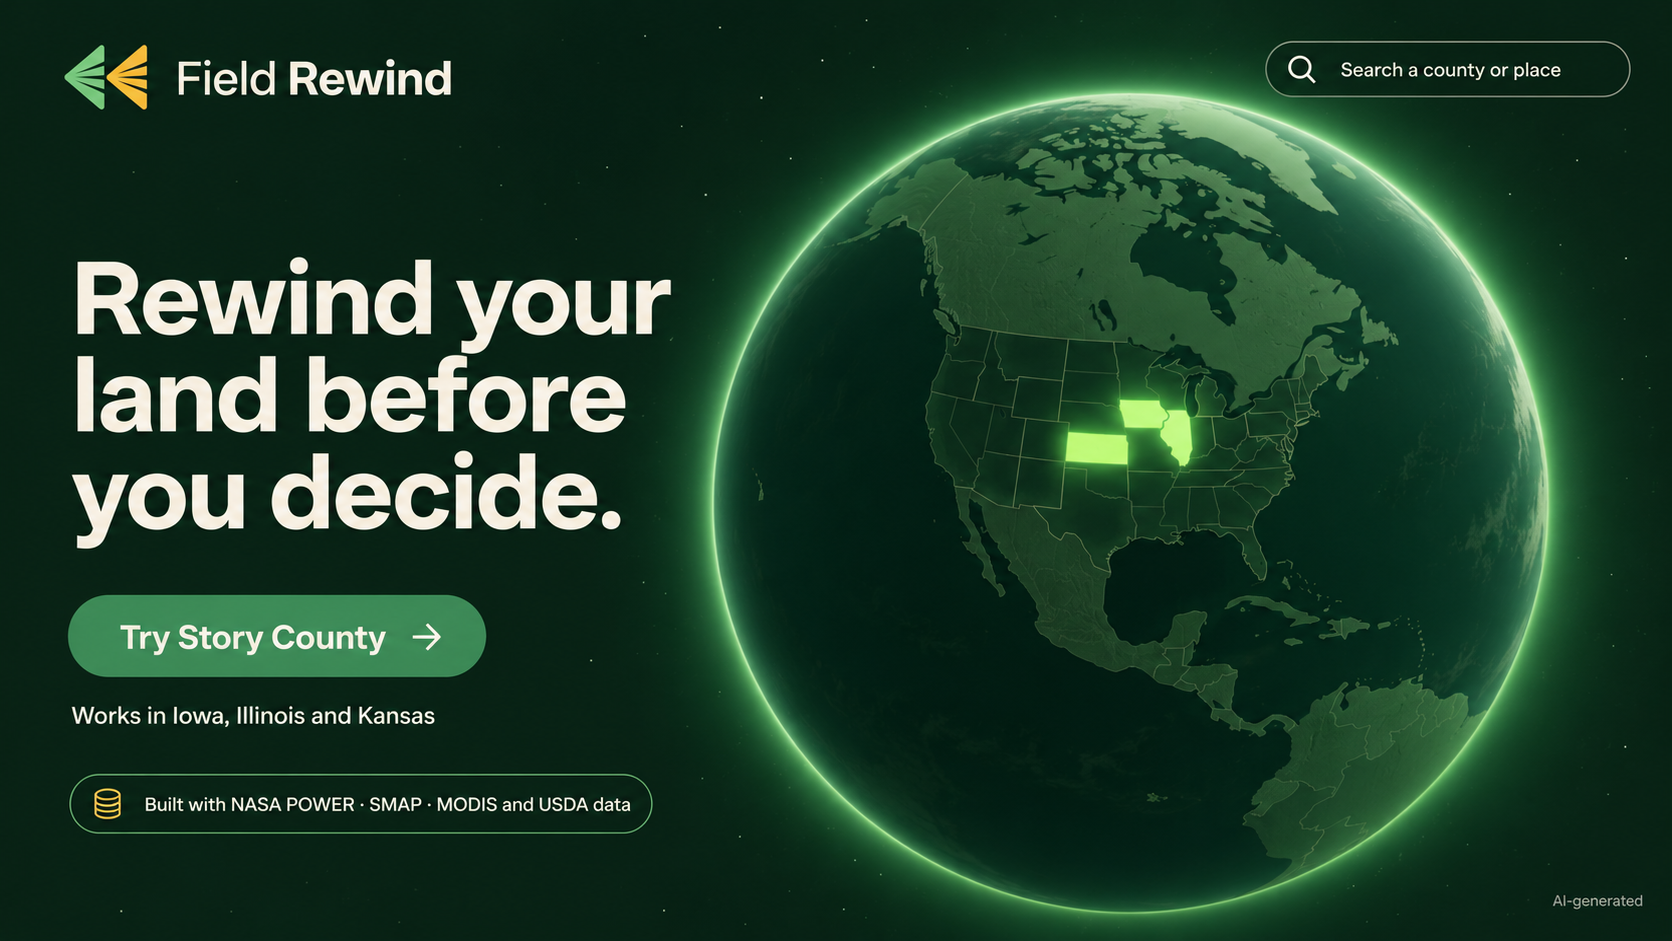 Field Rewind
Search a county or place
Rewind your
land before
you decide.
Try Story County
Works in Iowa, Illinois and Kansas
Built with NASA POWER · SMAP · MODIS and USDA data
AI-generated